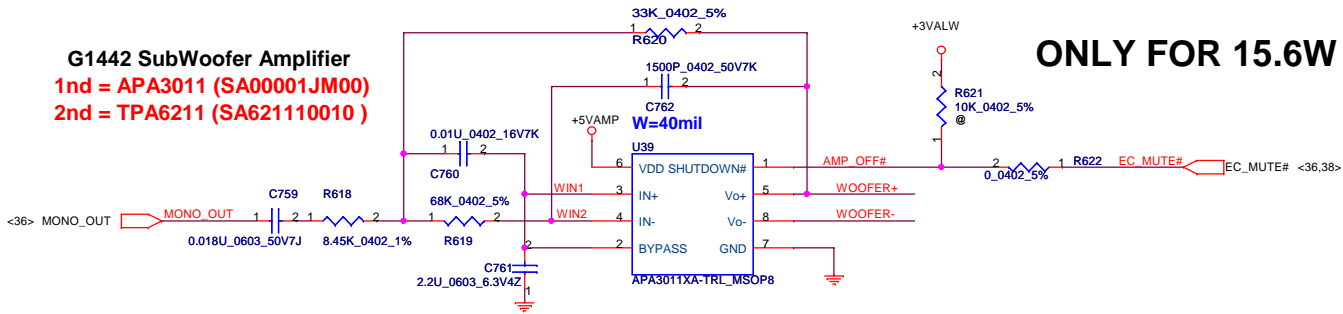 33K_0402_5%
1
2
R620
+3VALW
ONLY FOR 15.6W
G1442 SubWoofer Amplifier
1nd = APA3011 (SA00001JM00)
2nd = TPA6211 (SA621110010 )
1500P_0402_50V7K
1
2
C762
2
R621
10K_0402_5%
@
1
+5VAMP
W=40mil
0.01U_0402_16V7K
1
2
C760
U39
6
VDD
SHUTDOWN#
1
AMP_OFF#
2
1
R622
0_0402_5%
EC_MUTE#
EC_MUTE# <36,38>
WIN1
3
IN+
Vo+
5
WOOFER+
68K_0402_5%
1
2
R619
WIN2
4
IN-
Vo-
8
WOOFER-
<36> MONO_OUT
MONO_OUT
C759
1
2
0.018U_0603_50V7J
R618
1
2
8.45K_0402_1%
2
BYPASS
GND
7
2
C761
2.2U_0603_6.3V4Z
1
APA3011XA-TRL_MSOP8